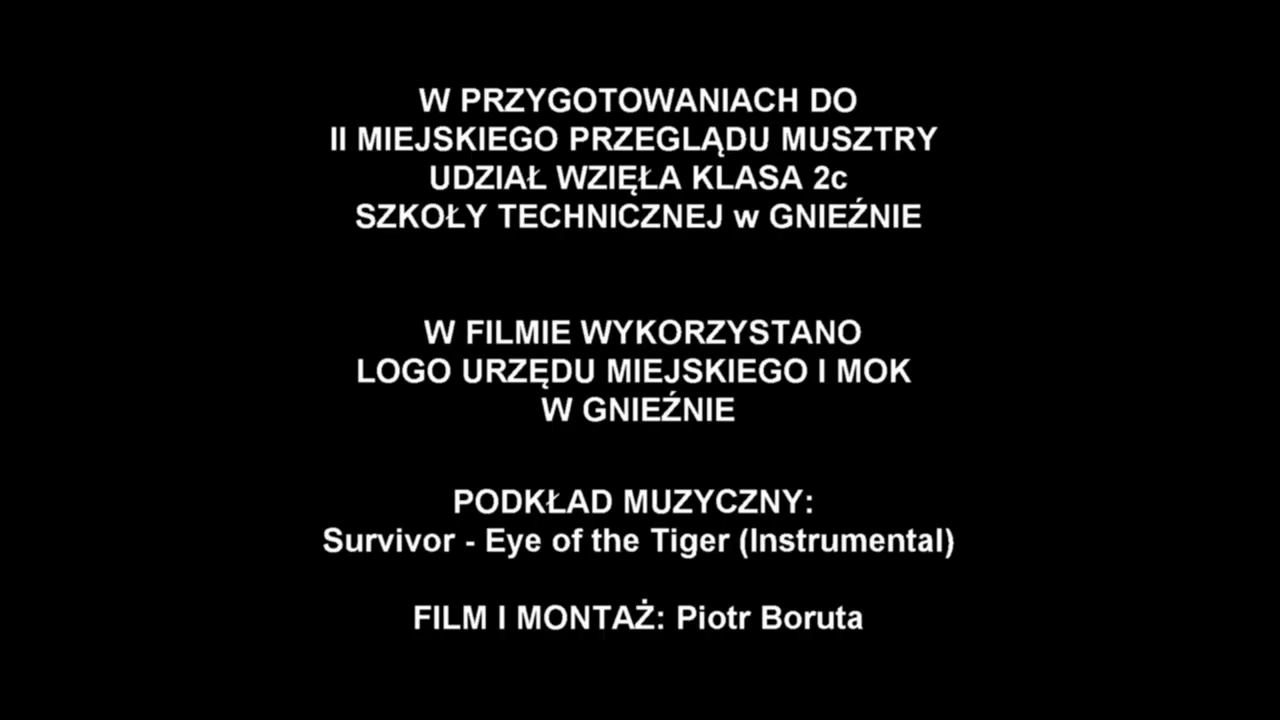 W PRZYGOTOWANIACH DO
II MIEJSKIEGO PRZEGLĄDU MUSZTRY
UDZIAŁ WZIĘŁA KLASA 2c
SZKOŁY TECHNICZNEJ w GNIEŹNIE
W FILMIE WYKORZYSTANO
LOGO URZĘDU MIEJSKIEGO I MOK
W GNIEŹNIE
PODKŁAD MUZYCZNY:
Survivor - Eye of the Tiger (Instrumental)
FILM I MONTAŻ: Piotr Boruta